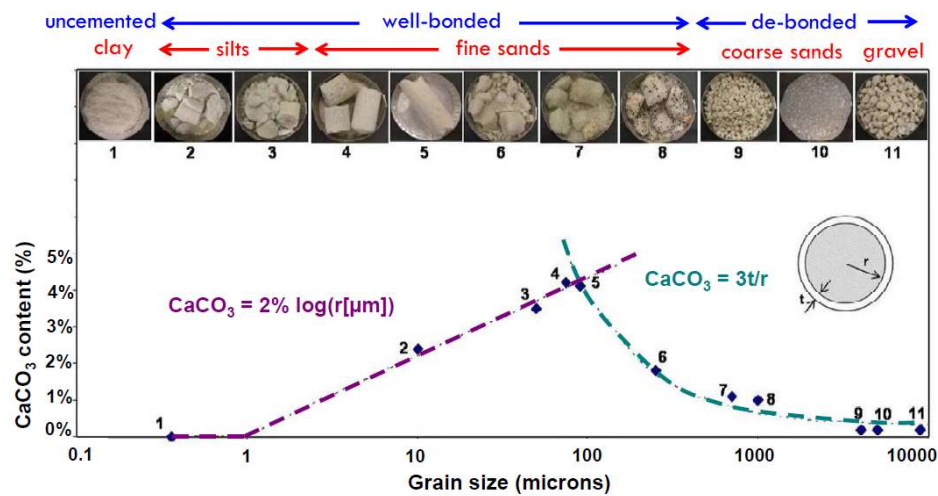 uncemented well-bonded de-bonded
clay silts fine sands coarse sands gravel
1 2 3 4 5 6 7 8 9 10 11
CaCO₃ content (%)
5%
4%
3%
2%
1%
0%
CaCO₃ = 2% log(r[μm])
CaCO₃ = 3t/r
r
t
1 2 3 4 5 6 7 8 9 10 11
0.1 1 10 100 1000 10000
Grain size (microns)